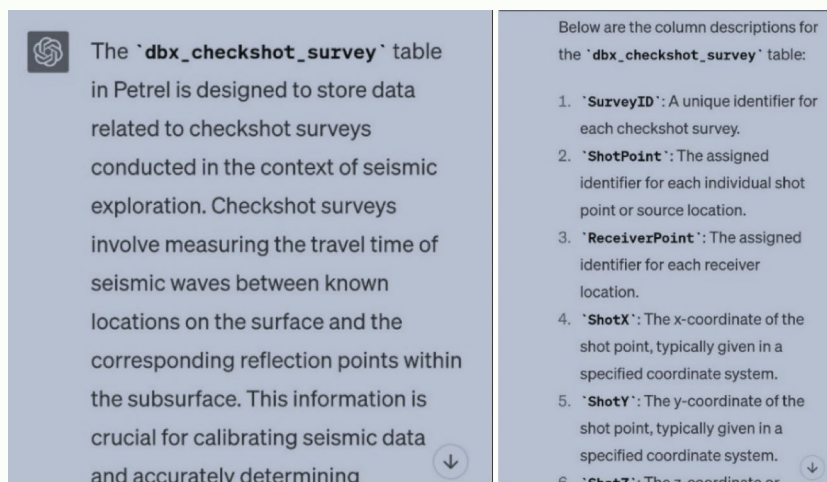 The `dbx_checkshot_survey` table
in Petrel is designed to store data
related to checkshot surveys
conducted in the context of seismic
exploration. Checkshot surveys
involve measuring the travel time of
seismic waves between known
locations on the surface and the
corresponding reflection points within
the subsurface. This information is
crucial for calibrating seismic data
and accurately determining
Below are the column descriptions for
the `dbx_checkshot_survey` table:
1. `SurveyID`: A unique identifier for
each checkshot survey.
2. `ShotPoint`: The assigned
identifier for each individual shot
point or source location.
3. `ReceiverPoint`: The assigned
identifier for each receiver
location.
4. `ShotX`: The x-coordinate of the
shot point, typically given in a
specified coordinate system.
5. `ShotY`: The y-coordinate of the
shot point, typically given in a
specified coordinate system.
6. `ShotZ`: The z-coordinate or